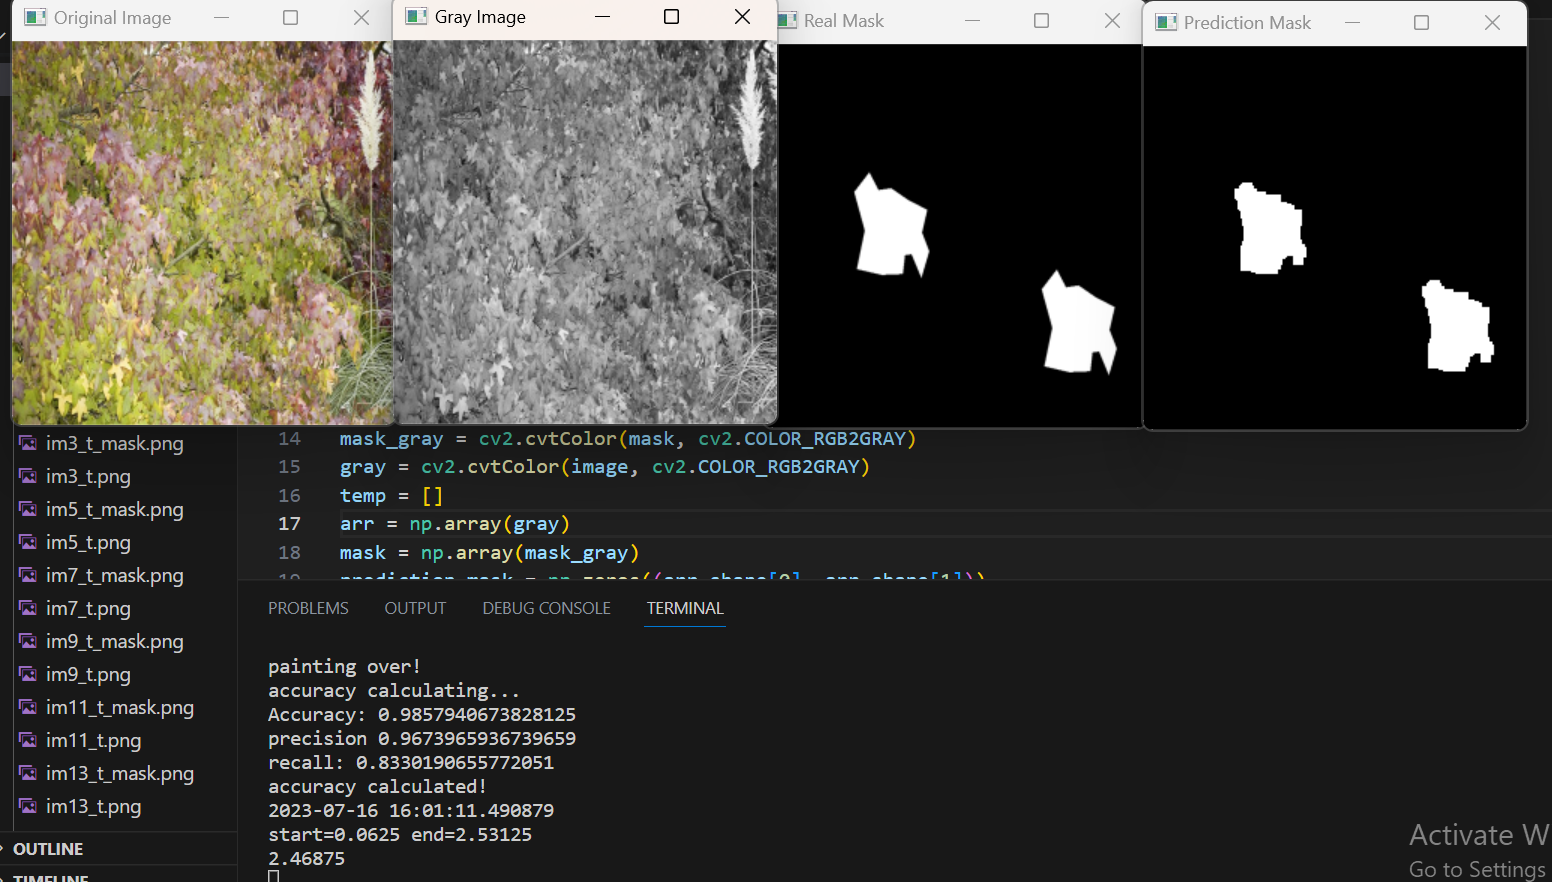 Original Image
Gray Image
Real Mask
Prediction Mask
im3_t_mask.png
im3_t.png
im5_t_mask.png
im5_t.png
im7_t_mask.png
im7_t.png
im9_t_mask.png
im9_t.png
im11_t_mask.png
im11_t.png
im13_t_mask.png
im13_t.png
OUTLINE
TIMELINE
14 mask_gray = cv2.cvtColor(mask, cv2.COLOR_RGB2GRAY)
15 gray = cv2.cvtColor(image, cv2.COLOR_RGB2GRAY)
16 temp = []
17 arr = np.array(gray)
18 mask = np.array(mask_gray)
PROBLEMS OUTPUT DEBUG CONSOLE TERMINAL
painting over!
accuracy calculating...
Accuracy: 0.9857940673828125
precision 0.9673965936739659
recall: 0.8330190655772051
accuracy calculated!
2023-07-16 16:01:11.490879
start=0.0625 end=2.53125
2.46875
Activate W
Go to Settings